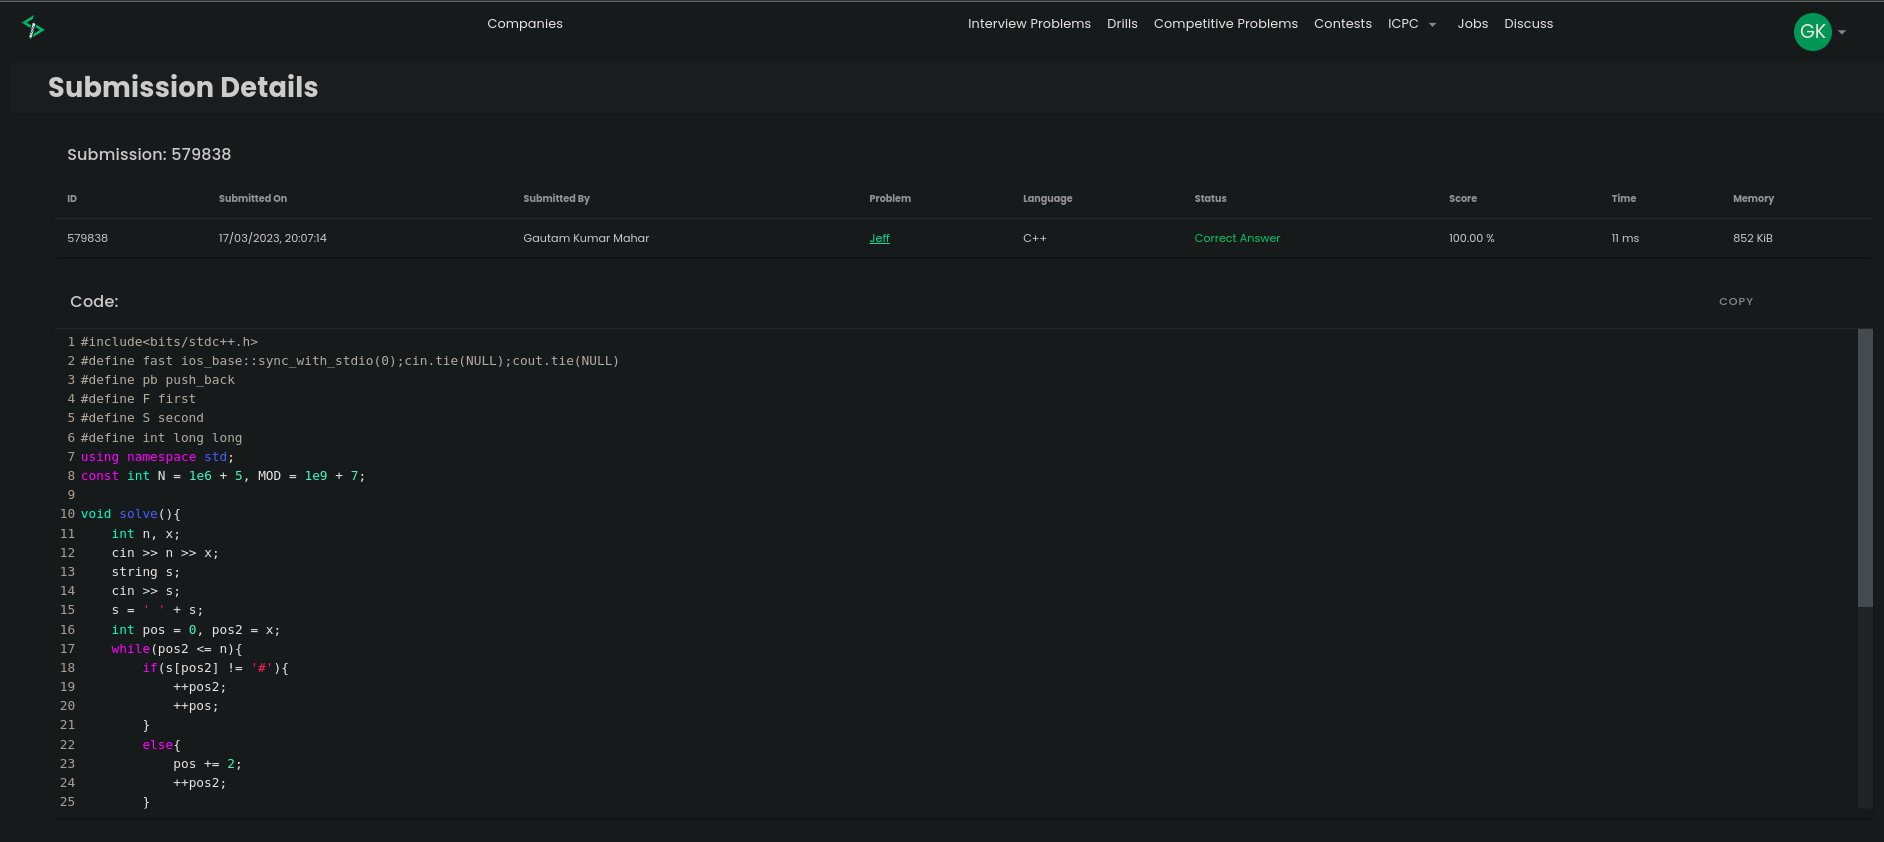 Companies Interview Problems Drills Competitive Problems Contests ICPC Jobs Discuss GK
Submission Details
Submission: 579838
ID Submitted On Submitted By Problem Language Status Score Time Memory
579838 17/03/2023, 20:07:14 Gautam Kumar Mahar Jeff C++ Correct Answer 100.00 % 11 ms 852 KiB
Code: COPY
1 #include<bits/stdc++.h>
2 #define fast ios_base::sync_with_stdio(0);cin.tie(NULL);cout.tie(NULL)
3 #define pb push_back
4 #define F first
5 #define S second
6 #define int long long
7 using namespace std;
8 const int N = 1e6 + 5, MOD = 1e9 + 7;
9
10 void solve(){
11     int n, x;
12     cin >> n >> x;
13     string s;
14     cin >> s;
15     s = ' ' + s;
16     int pos = 0, pos2 = x;
17     while(pos2 <= n){
18         if(s[pos2] != '#'){
19             ++pos2;
20             ++pos;
21         }
22         else{
23             pos += 2;
24             ++pos2;
25         }